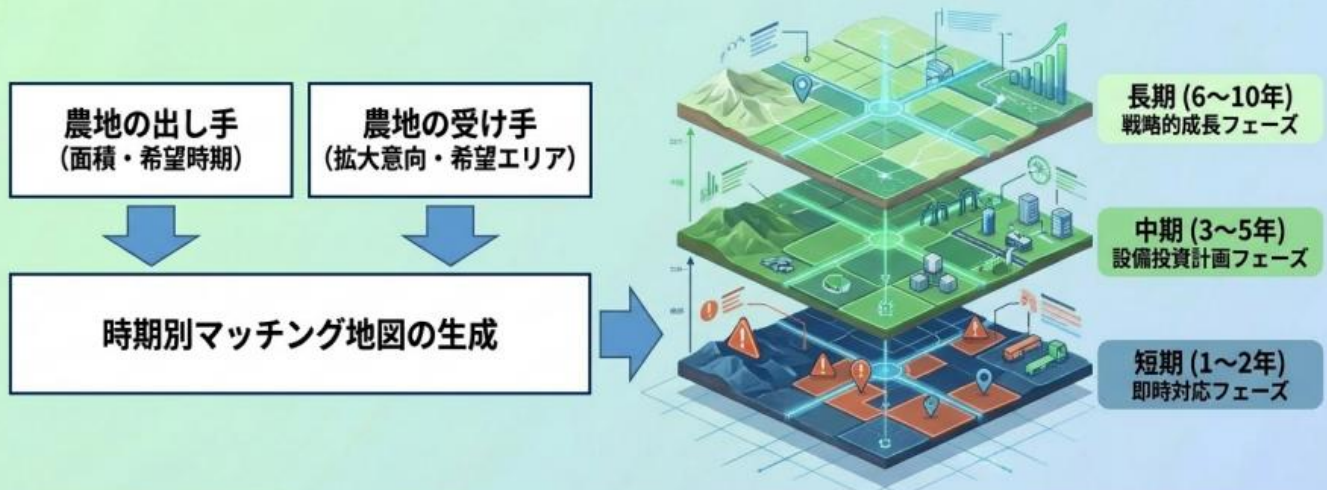 農地の出し手
（面積・希望時期）
農地の受け手
（拡大意向・希望エリア）
時期別マッチング地図の生成
長期 (6～10年)
戦略的成長フェーズ
中期 (3～5年)
設備投資計画フェーズ
短期 (1～2年)
即時対応フェーズ